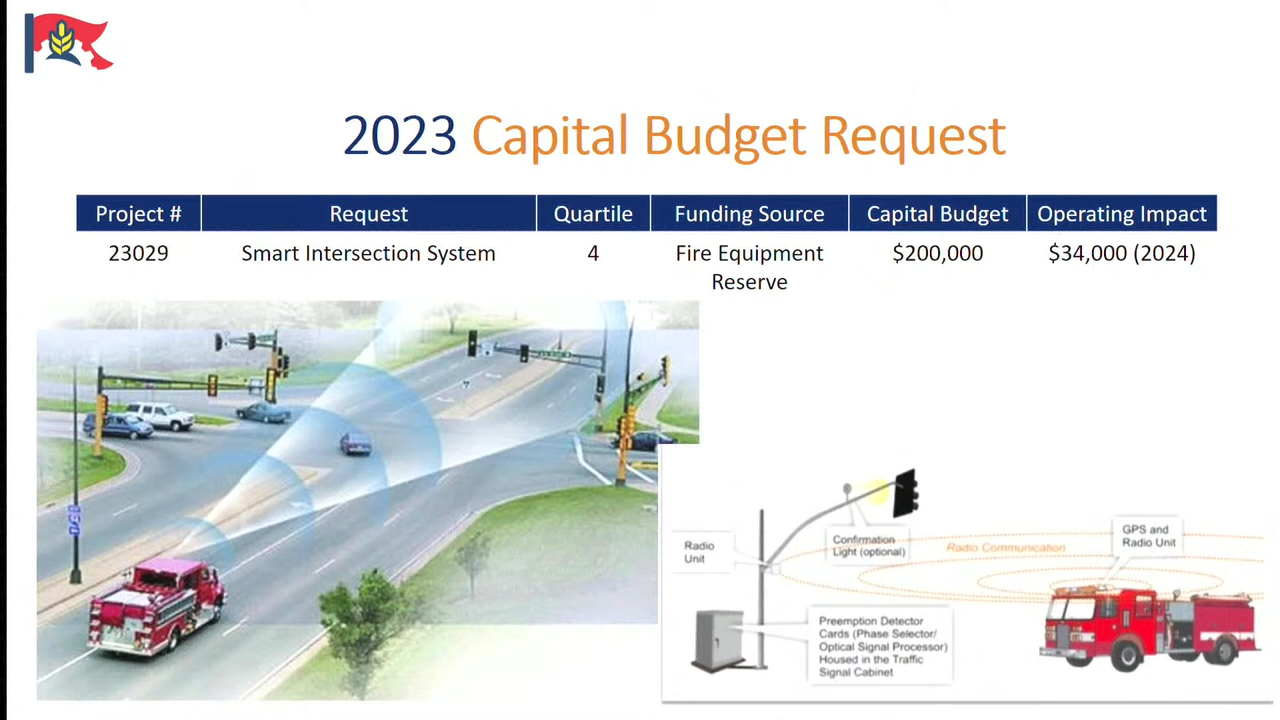 2023 Capital Budget Request
Project # Request Quartile Funding Source Capital Budget Operating Impact
23029 Smart Intersection System 4 Fire Equipment $200,000 $34,000 (2024)
Reserve
Radio
Unit
Confirmation
Light (optional)
Radio Communication
GPS and
Radio Unit
Preemption Detector
Cards (Phase Selector/
Optical Signal Processor)
Housed in the Traffic
Signal Cabinet